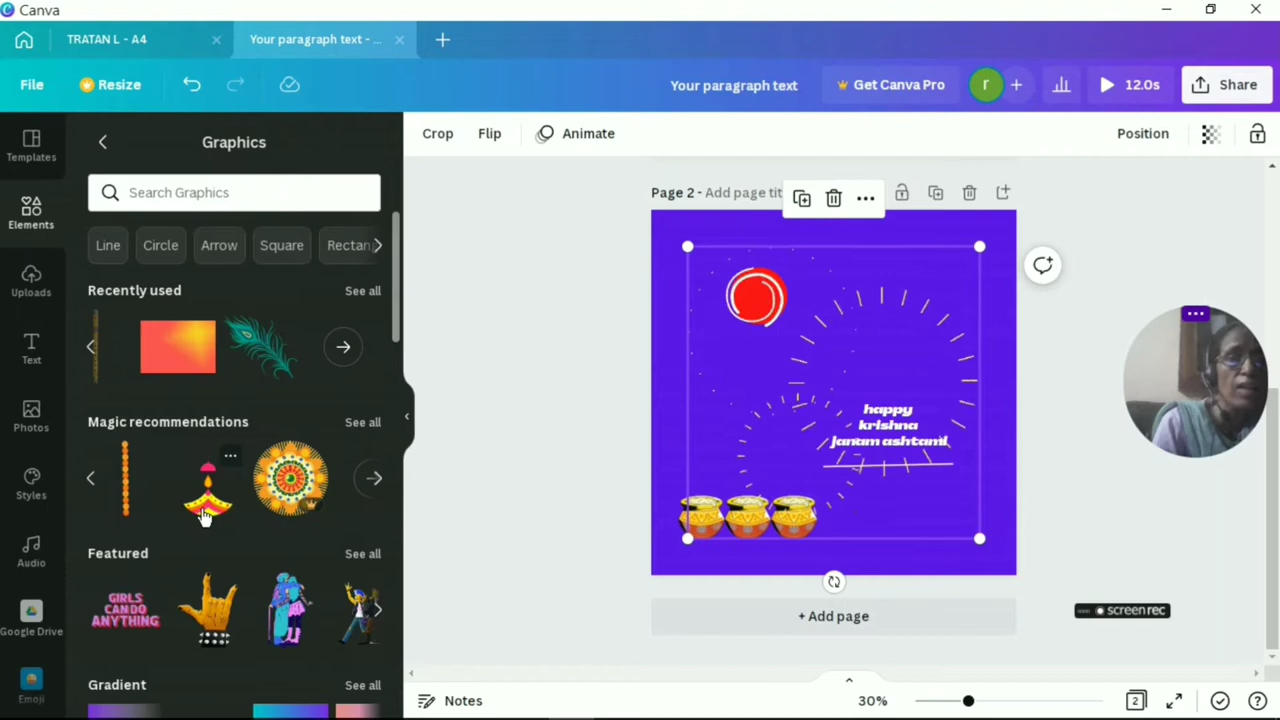 Canva
TRATAN L - A4
Your paragraph text - ...
File
Resize
Your paragraph text
Get Canva Pro
r
12.0s
Share
Templates
Elements
Uploads
Text
Photos
Styles
Audio
Google Drive
Emoji
Graphics
Search Graphics
Line
Circle
Arrow
Square
Rectan
Recently used
See all
Magic recommendations
See all
Featured
See all
GIRLS
CAN DO
ANYTHING
Gradient
See all
Crop
Flip
Animate
Position
Page 2 - Add page tit
happy
krishna
janam ashtami
+ Add page
screenrec
Notes
30%
2